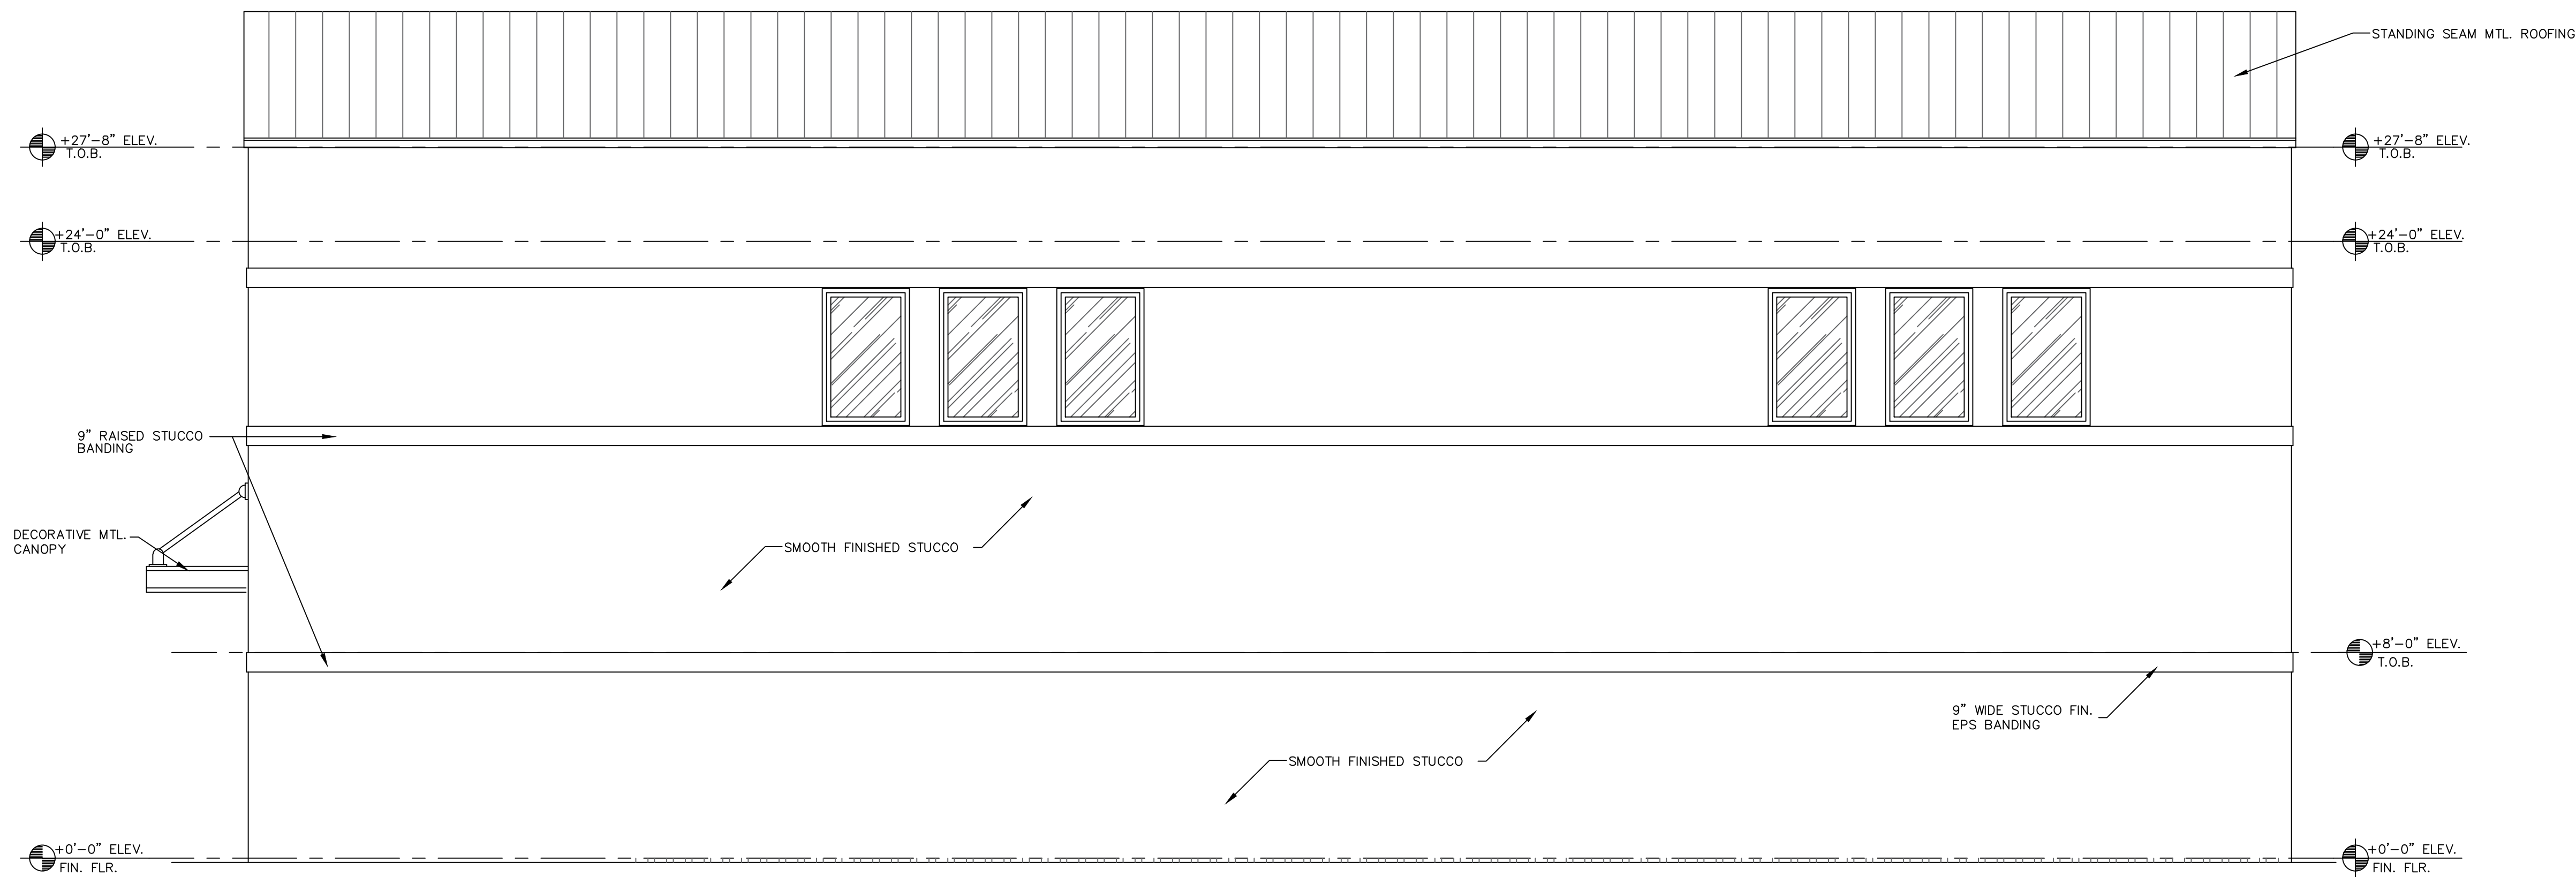 STANDING SEAM MTL. ROOFING
+27'-8" ELEV.
T.O.B.
+27'-8" ELEV.
T.O.B.
+24'-0" ELEV.
T.O.B.
+24'-0" ELEV.
T.O.B.
9" RAISED STUCCO
BANDING
DECORATIVE MTL.
CANOPY
SMOOTH FINISHED STUCCO
+8'-0" ELEV.
T.O.B.
9" WIDE STUCCO FIN.
EPS BANDING
SMOOTH FINISHED STUCCO
+0'-0" ELEV.
FIN. FLR.
+0'-0" ELEV.
FIN. FLR.